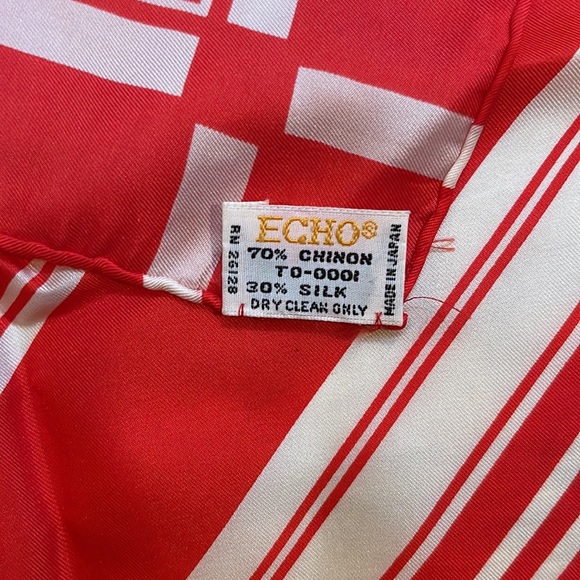 ECHO®
70% CHINON
TO-0001
30% SILK
DRY CLEAN ONLY
RN 26128
MADE IN JAPAN